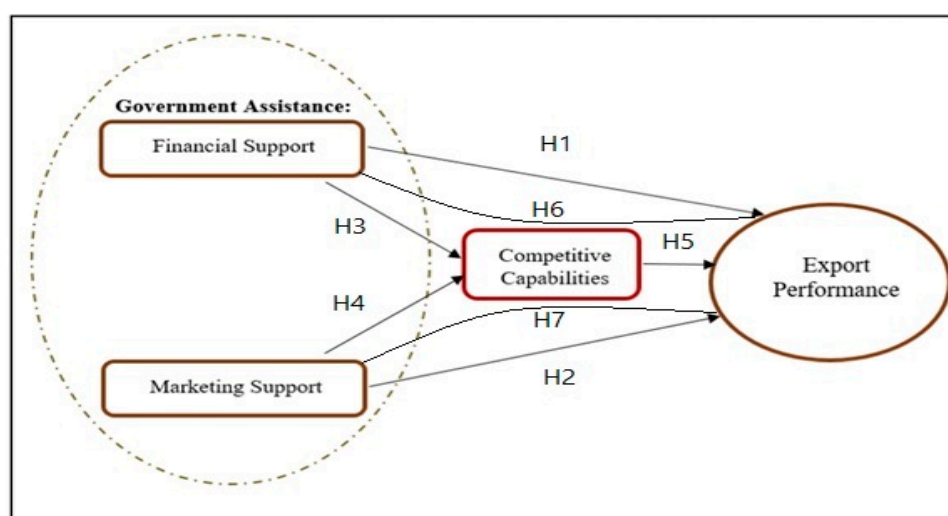 Government Assistance:
Financial Support
H1
H6
H3
H5
Competitive
Capabilities
Export
Performance
H4
H7
Marketing Support
H2